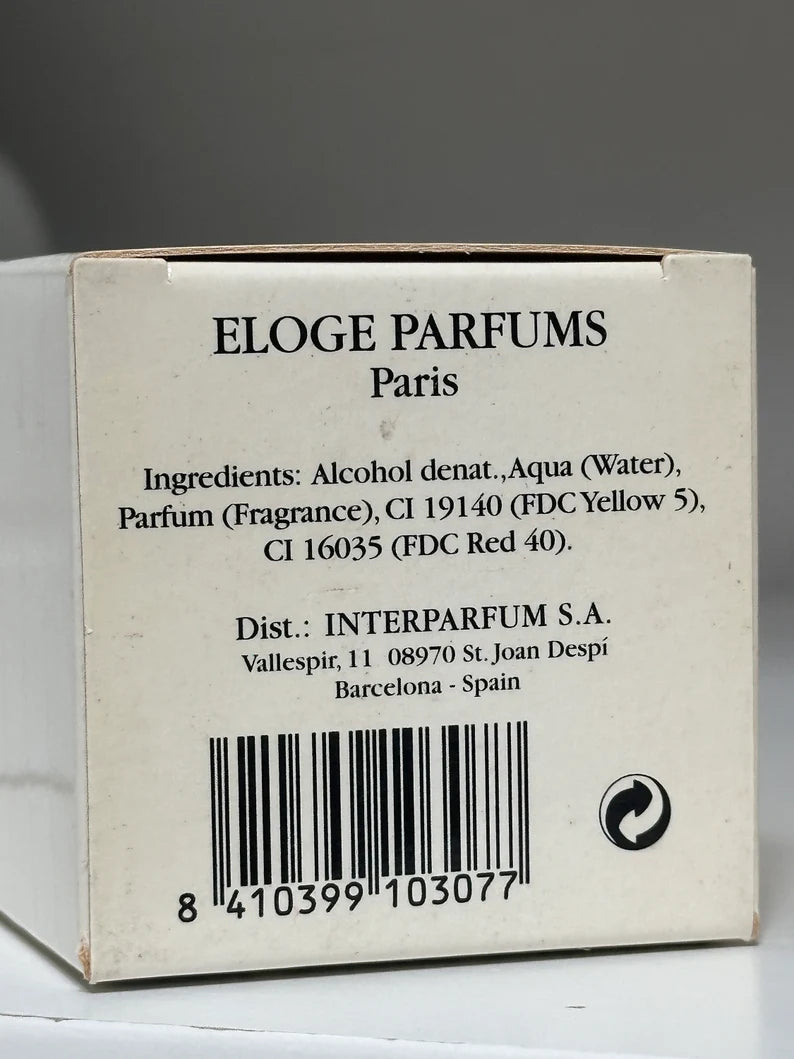 ELOGE PARFUMS
Paris
Ingredients: Alcohol denat.,Aqua (Water),
Parfum (Fragrance), CI 19140 (FDC Yellow 5),
CI 16035 (FDC Red 40).
Dist.: INTERPARFUM S.A.
Vallespir, 11 08970 St. Joan Despí
Barcelona - Spain
8 410399 103077